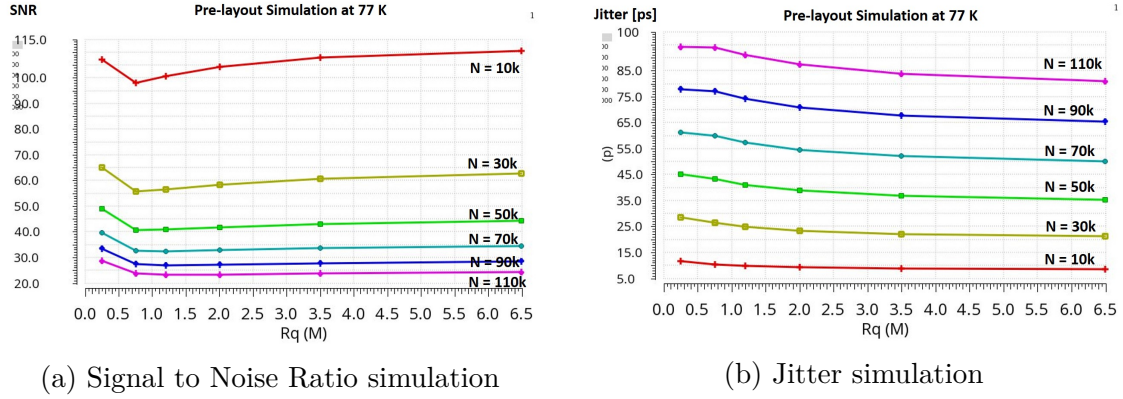 SNR
Pre-layout Simulation at 77 K
1
115.0
100.0
90.0
80.0
70.0
60.0
50.0
40.0
30.0
20.0
N = 10k
N = 30k
N = 50k
N = 70k
N = 90k
N = 110k
0.0 0.5 1.0 1.5 2.0 2.5 3.0 3.5 4.0 4.5 5.0 5.5 6.0 6.5
Rq (M)
(a) Signal to Noise Ratio simulation
Jitter [ps]
Pre-layout Simulation at 77 K
1
100
85.0
75.0
65.0
55.0
45.0
35.0
25.0
15.0
5.0
(p)
N = 110k
N = 90k
N = 70k
N = 50k
N = 30k
N = 10k
0.0 0.5 1.0 1.5 2.0 2.5 3.0 3.5 4.0 4.5 5.0 5.5 6.0 6.5
Rq (M)
(b) Jitter simulation